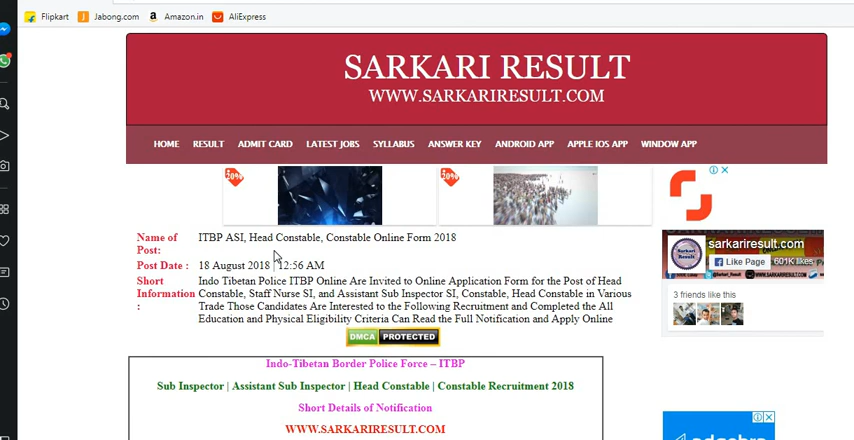 Flipkart Jabong.com Amazon.in AliExpress
SARKARI RESULT
WWW.SARKARIRESULT.COM
HOME RESULT ADMIT CARD LATEST JOBS SYLLABUS ANSWER KEY ANDROID APP APPLE IOS APP WINDOW APP
20% 20%
Name of Post: ITBP ASI, Head Constable, Constable Online Form 2018
Post Date : 18 August 2018 | 12:56 AM
Short Information : Indo Tibetan Police ITBP Online Are Invited to Online Application Form for the Post of Head
Constable, Staff Nurse SI, and Assistant Sub Inspector SI, Constable, Head Constable in Various
Trade Those Candidates Are Interested to the Following Recruitment and Completed the All
Education and Physical Eligibility Criteria Can Read the Full Notification and Apply Online
DMCA PROTECTED
sarkariresult.com
Like Page 601K likes
3 friends like this
Indo-Tibetan Border Police Force – ITBP
Sub Inspector | Assistant Sub Inspector | Head Constable | Constable Recruitment 2018
Short Details of Notification
WWW.SARKARIRESULT.COM